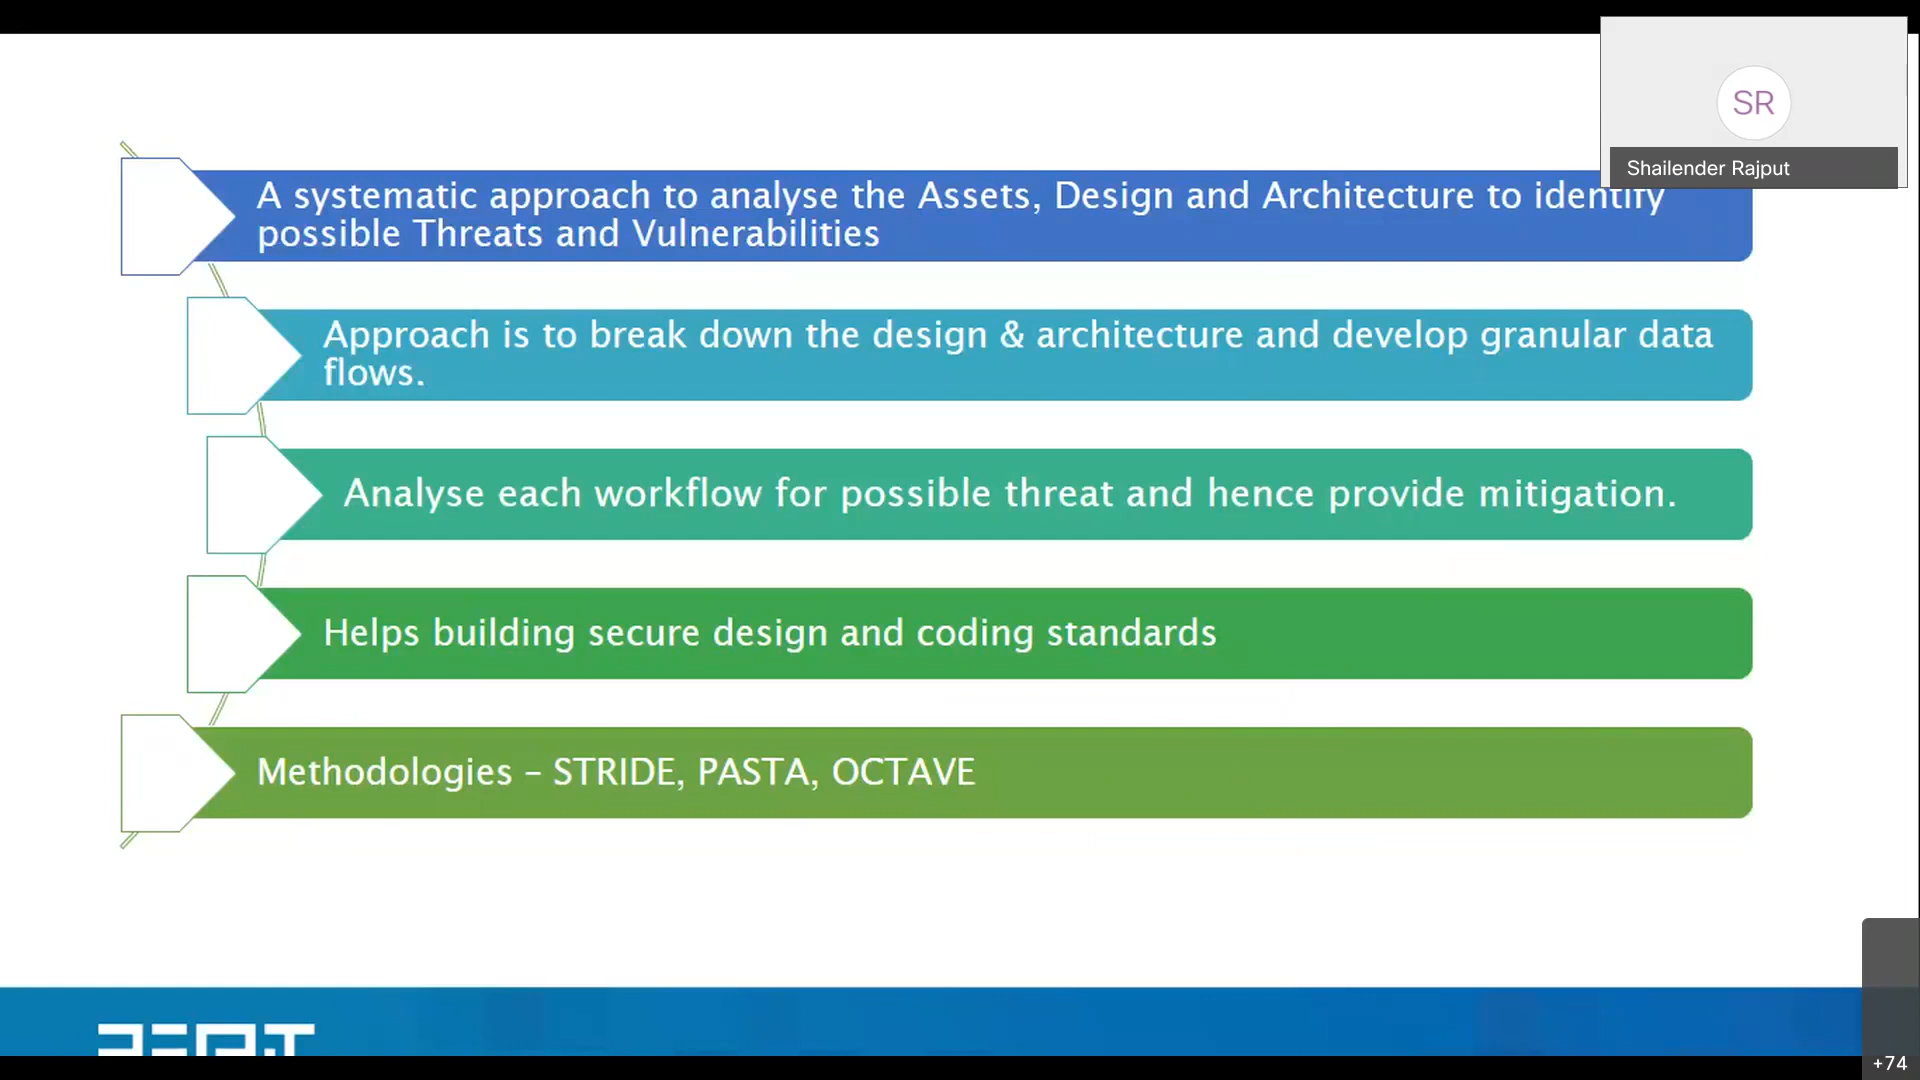 SR
Shailender Rajput
A systematic approach to analyse the Assets, Design and Architecture to identify
possible Threats and Vulnerabilities
Approach is to break down the design & architecture and develop granular data
flows.
Analyse each workflow for possible threat and hence provide mitigation.
Helps building secure design and coding standards
Methodologies – STRIDE, PASTA, OCTAVE
+74